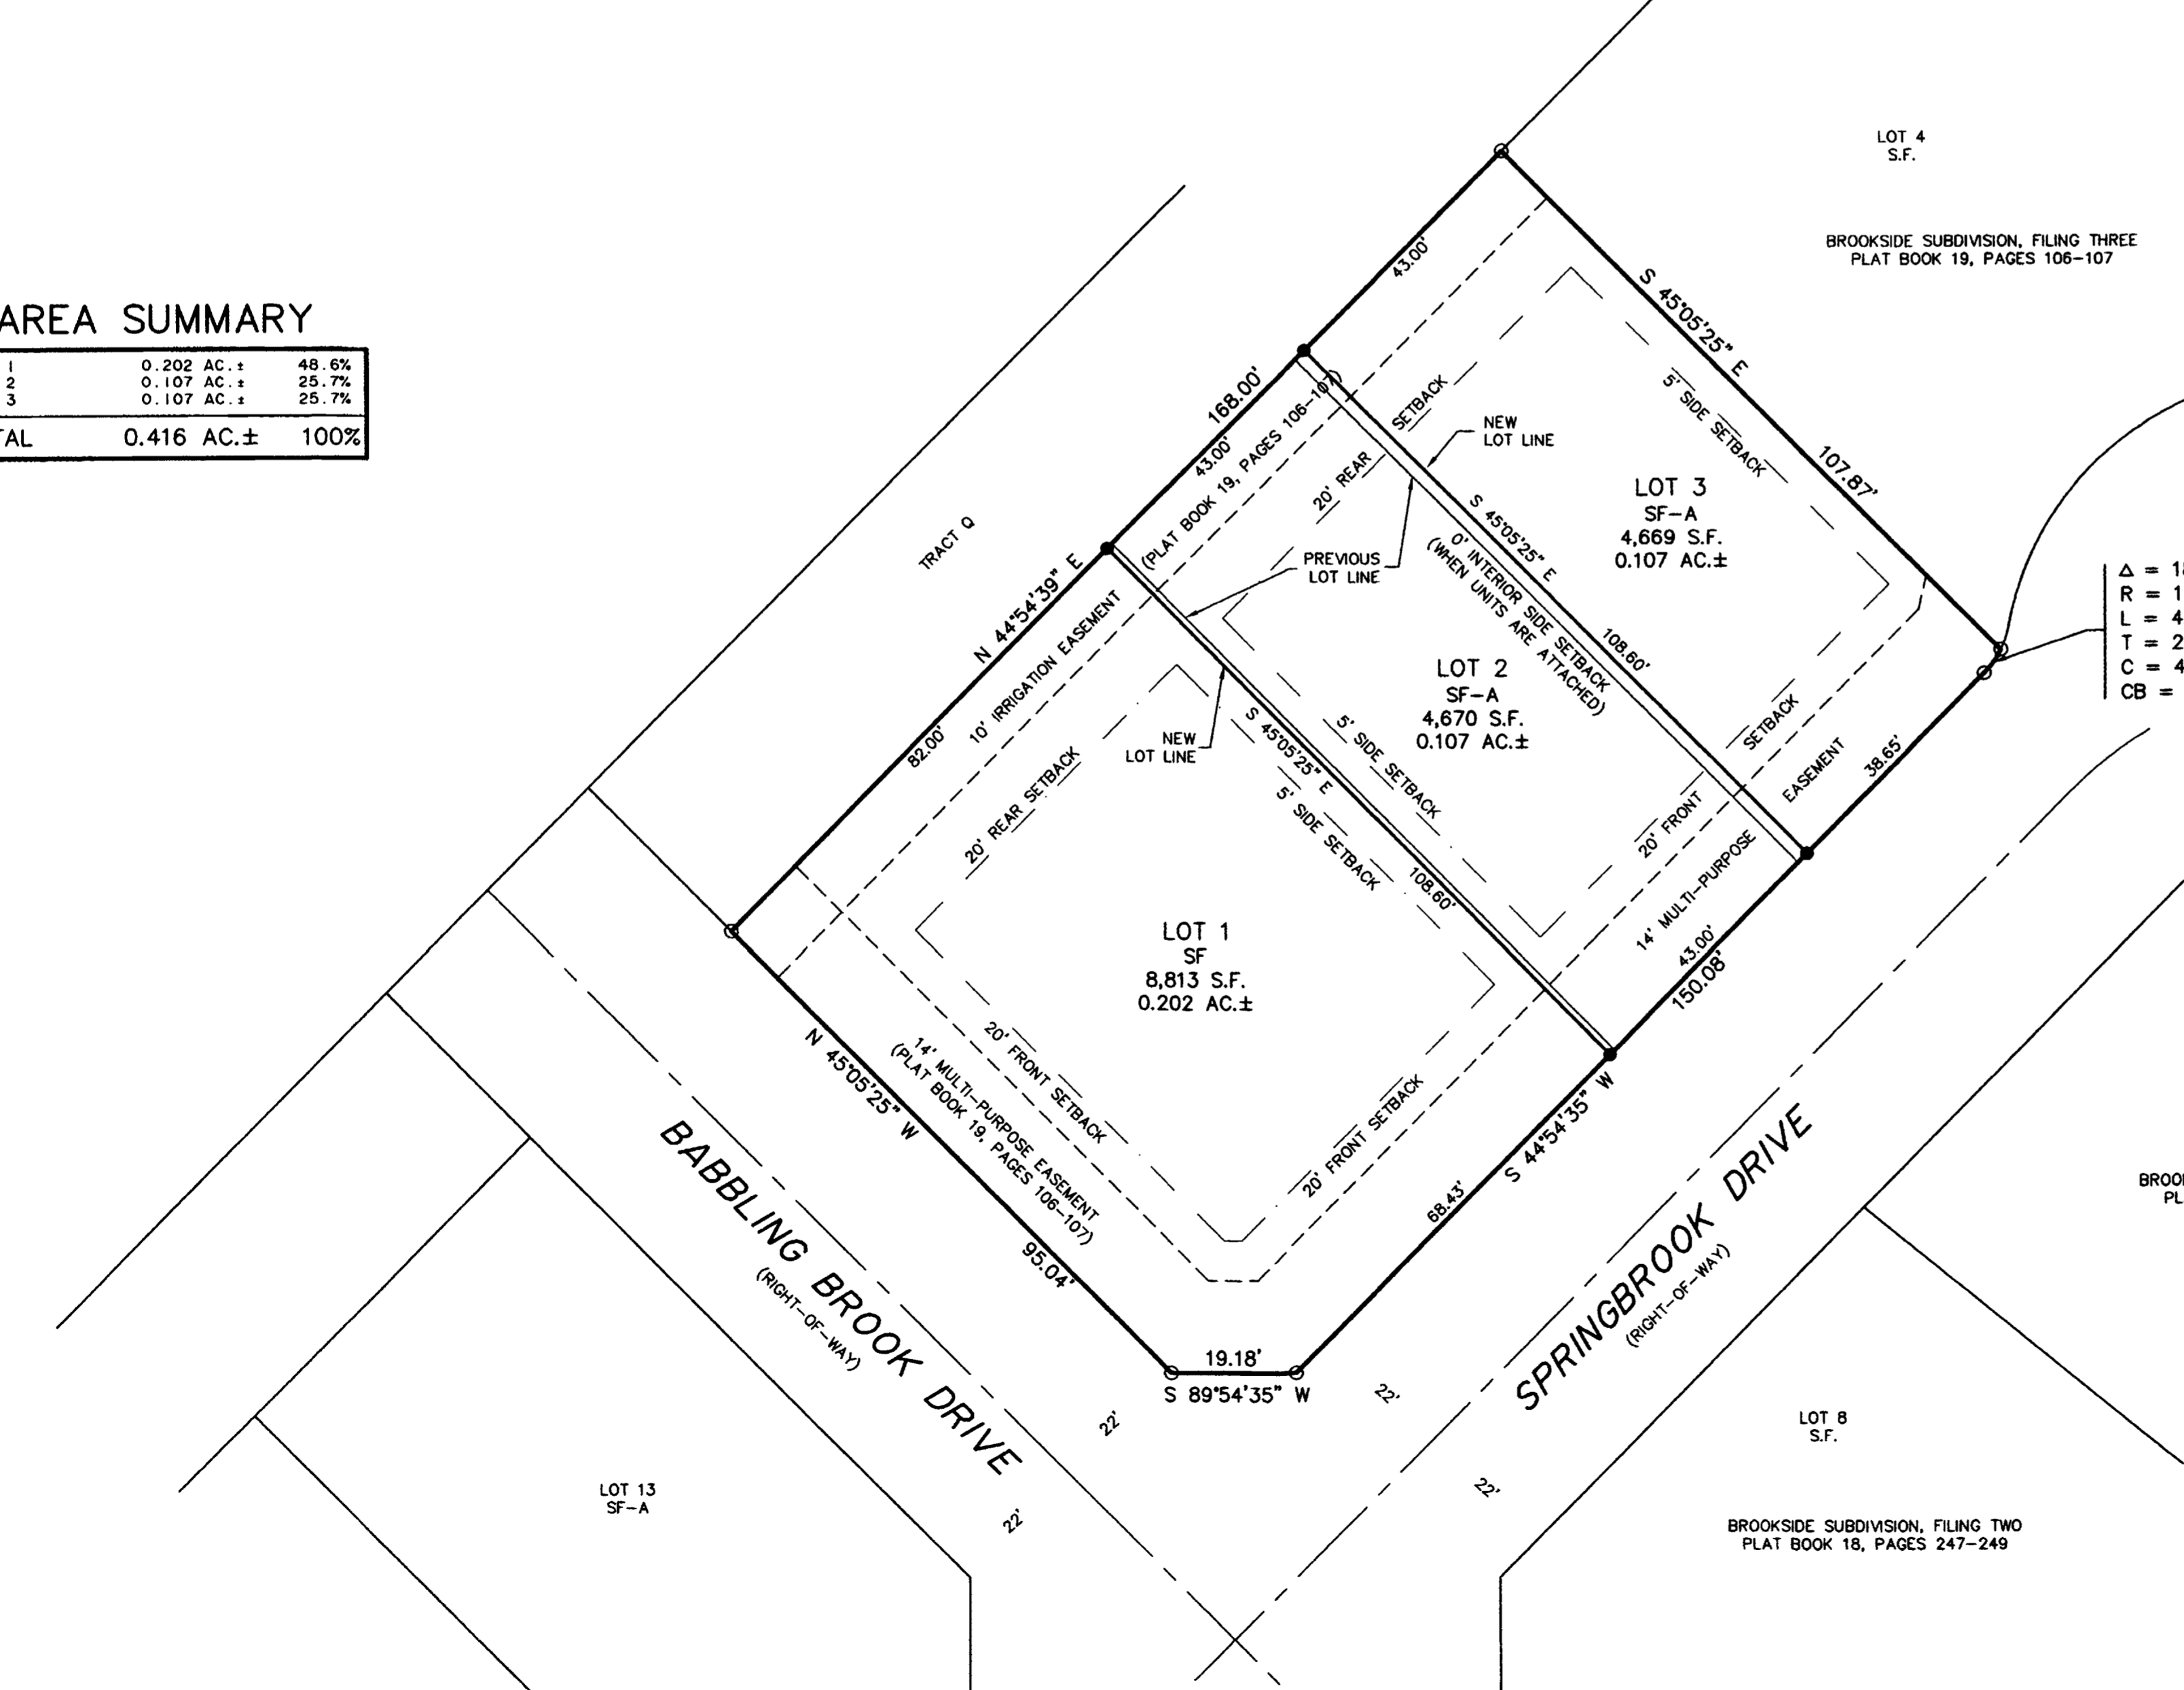 AREA SUMMARY
1 0.202 AC.± 48.6%
2 0.107 AC.± 25.7%
3 0.107 AC.± 25.7%
TAL 0.416 AC.± 100%
LOT 4
S.F.
BROOKSIDE SUBDIVISION, FILING THREE
PLAT BOOK 19, PAGES 106-107
43.00'
S 45°05'25" E
107.87'
5' SIDE SETBACK
168.00'
43.00'
(PLAT BOOK 19, PAGES 106-107)
SETBACK
20' REAR
NEW
LOT LINE
LOT 3
SF-A
4,669 S.F.
0.107 AC.±
S 45°05'25" E
108.60'
0' INTERIOR SIDE SETBACK
(WHEN UNITS ARE ATTACHED)
PREVIOUS
LOT LINE
TRACT Q
N 44°54'39" E
10' IRRIGATION EASEMENT
82.00'
20' REAR SETBACK
NEW
LOT LINE
S 45°05'25" E
108.60'
5' SIDE SETBACK
5' SIDE SETBACK
LOT 2
SF-A
4,670 S.F.
0.107 AC.±
SETBACK
20' FRONT
EASEMENT
14' MULTI-PURPOSE
38.65'
43.00'
150.08'
Δ = 18
R = 1
L = 4
T = 2
C = 4
CB =
LOT 1
SF
8,813 S.F.
0.202 AC.±
20' FRONT SETBACK
14' MULTI-PURPOSE EASEMENT
(PLAT BOOK 19, PAGES 106-107)
N 45°05'25" W
95.04'
20' FRONT SETBACK
68.43'
S 44°54'35" W
19.18'
S 89°54'35" W
BABBLING BROOK DRIVE
(RIGHT-OF-WAY)
SPRINGBROOK DRIVE
(RIGHT-OF-WAY)
22'
22'
22'
22'
BROO
PL
LOT 8
S.F.
LOT 13
SF-A
BROOKSIDE SUBDIVISION, FILING TWO
PLAT BOOK 18, PAGES 247-249